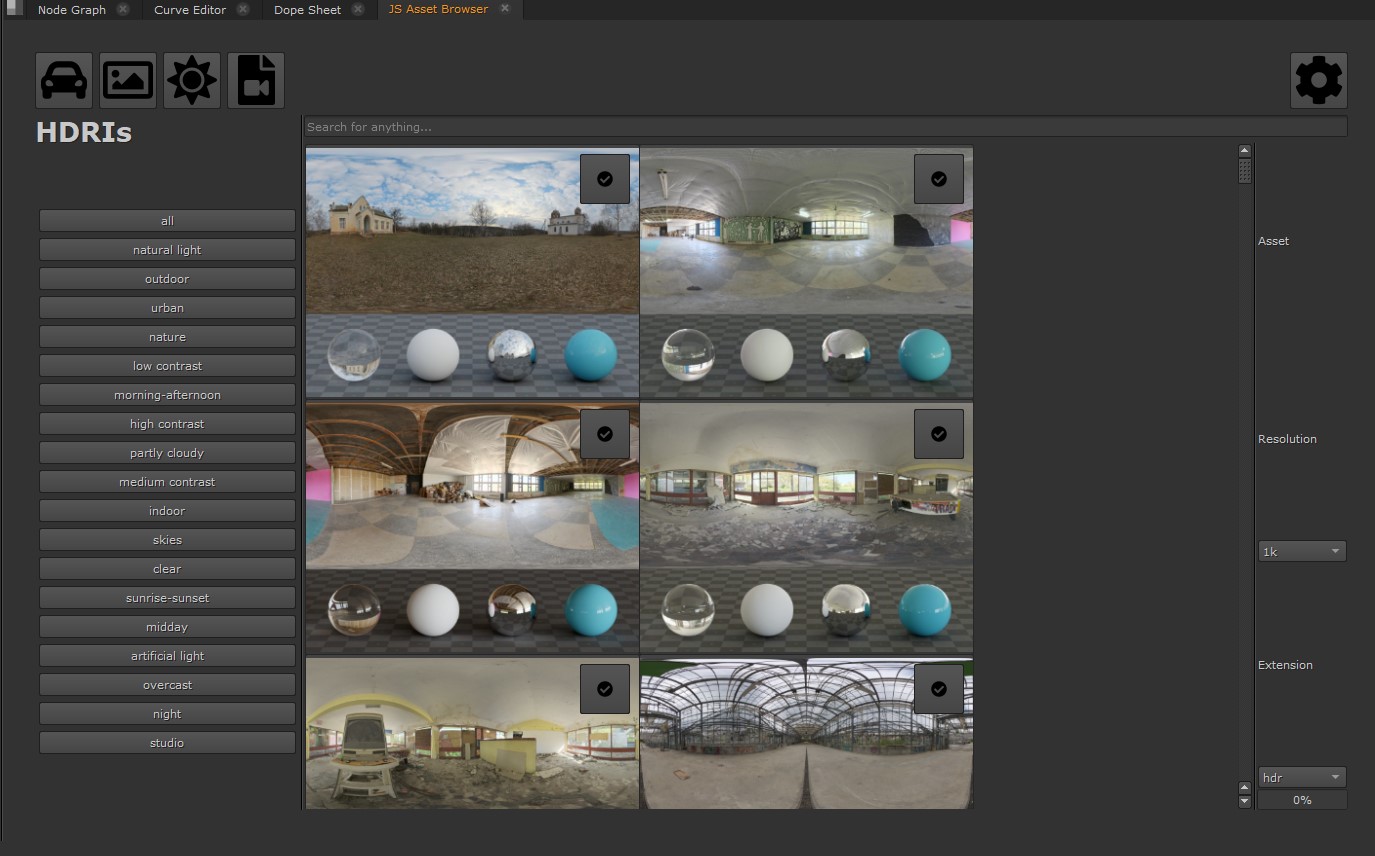 Node Graph
Curve Editor
Dope Sheet
JS Asset Browser
HDRIs
Search for anything...
all
natural light
outdoor
urban
nature
low contrast
morning-afternoon
high contrast
partly cloudy
medium contrast
indoor
skies
clear
sunrise-sunset
midday
artificial light
overcast
night
studio
Asset
Resolution
1k
Extension
hdr
0%